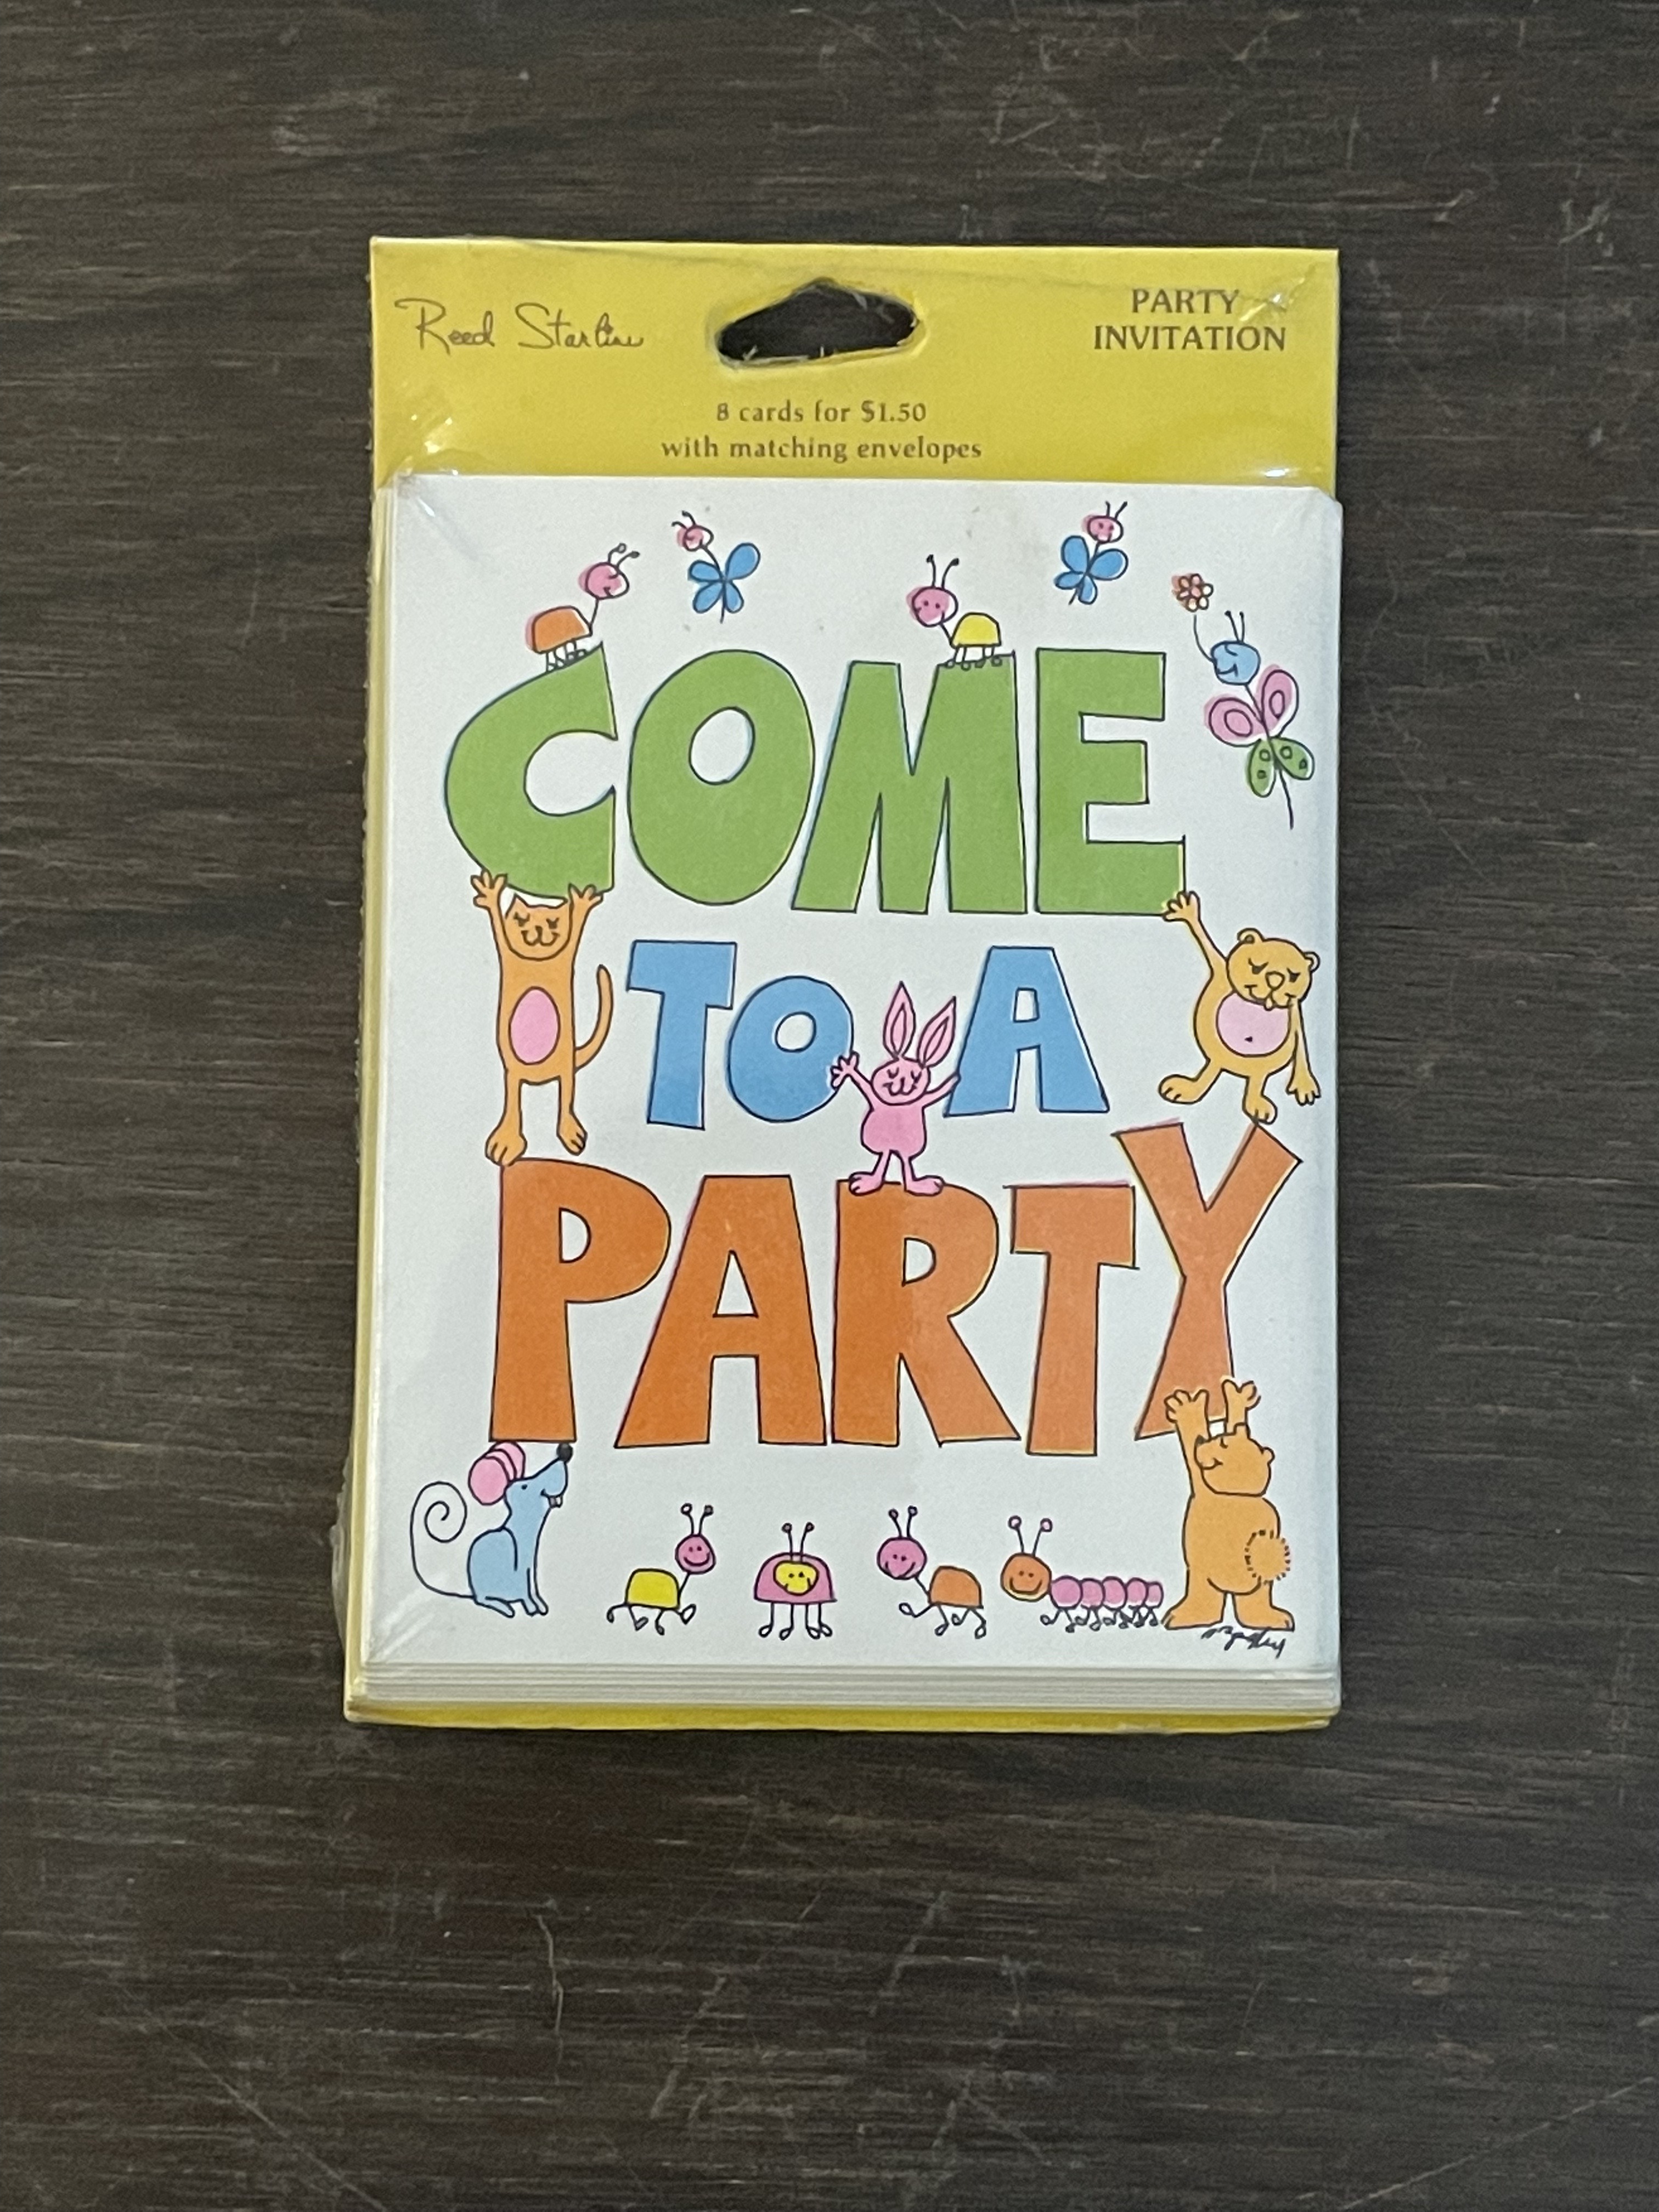 Reed Starline
PARTY
INVITATION
8 cards for $1.50
with matching envelopes
COME
TO A
PARTY